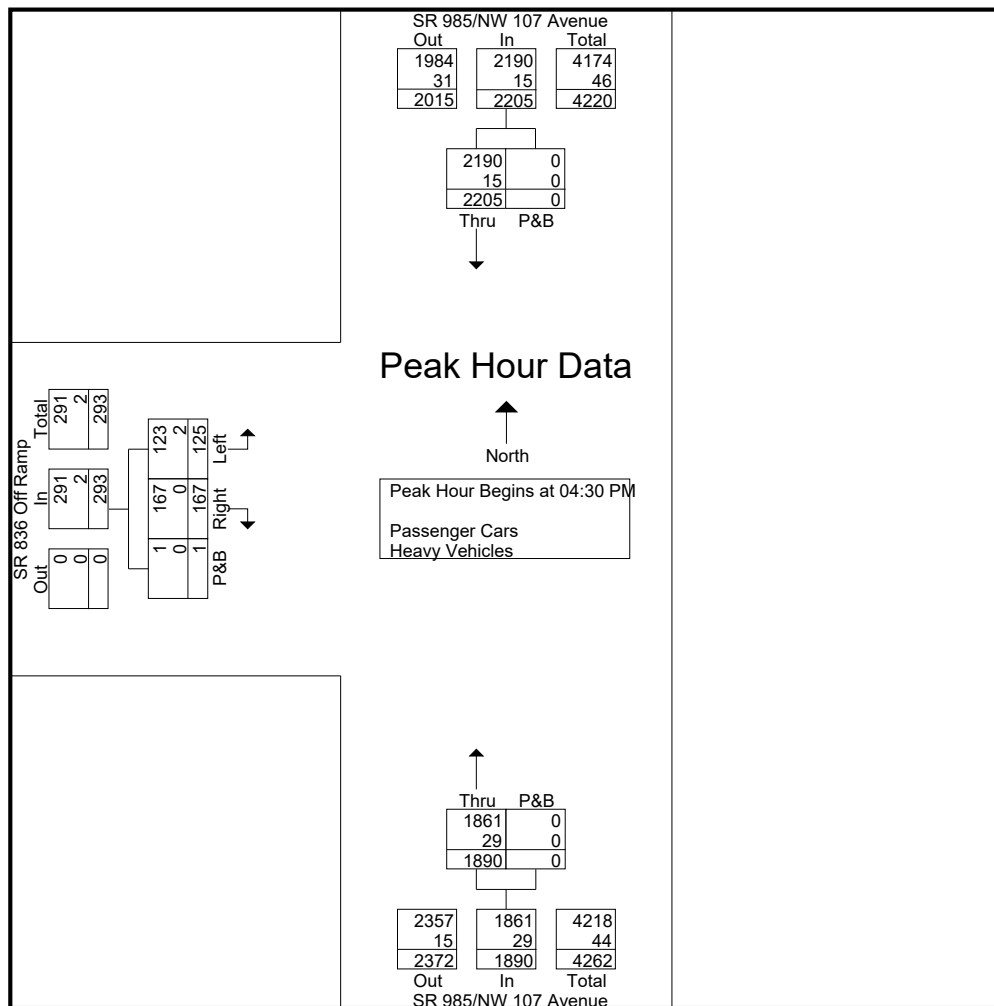 SR 985/NW 107 Avenue
Out In Total
1984 2190 4174
31 15 46
2015 2205 4220
2190 0
15 0
2205 0
Thru P&B
Peak Hour Data
North
Peak Hour Begins at 04:30 PM
Passenger Cars
Heavy Vehicles
SR 836 Off Ramp
Out In Total
0 291 291
0 2 2
0 293 293
1 167 123
0 0 2
1 167 125
P&B Right Left
Thru P&B
1861 0
29 0
1890 0
2357 1861 4218
15 29 44
2372 1890 4262
Out In Total
SR 985/NW 107 Avenue